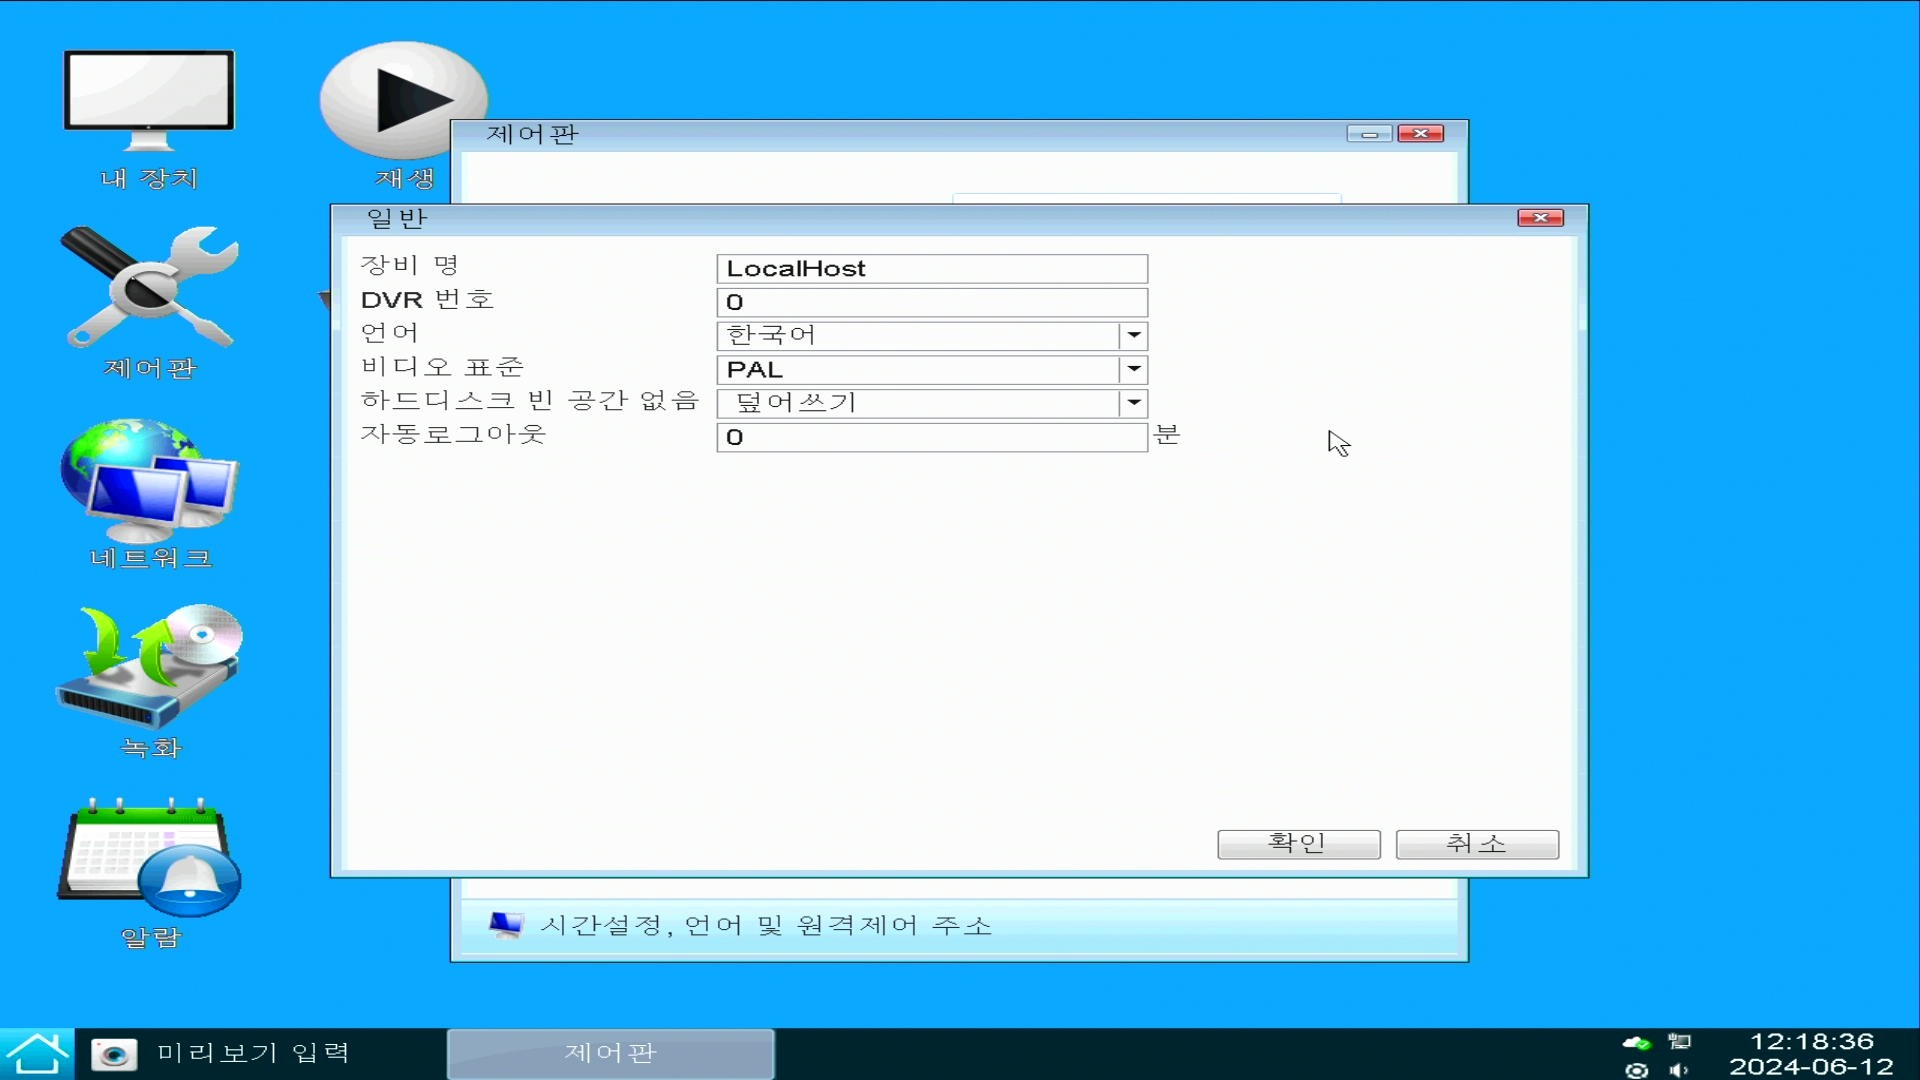 내 장치
재생
제어판
네트워크
녹화
알람
제어판
일반
장비 명 LocalHost
DVR 번호 0
언어 한국어
비디오 표준 PAL
하드디스크 빈 공간 없음 덮어쓰기
자동로그아웃 0 분
확인 취소
시간설정, 언어 및 원격제어 주소
미리보기 입력 제어판
12:18:36
2024-06-12